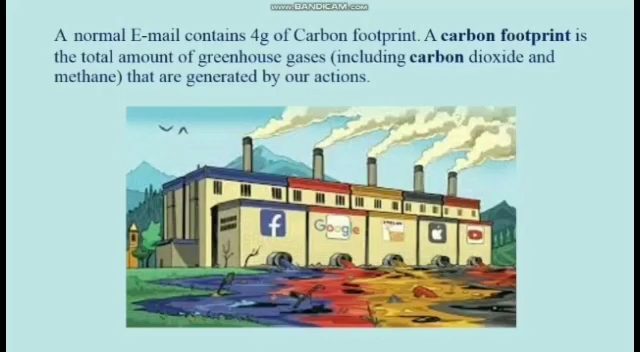 www.BANDICAM.com
A normal E-mail contains 4g of Carbon footprint. A carbon footprint is
the total amount of greenhouse gases (including carbon dioxide and
methane) that are generated by our actions.
f
Google